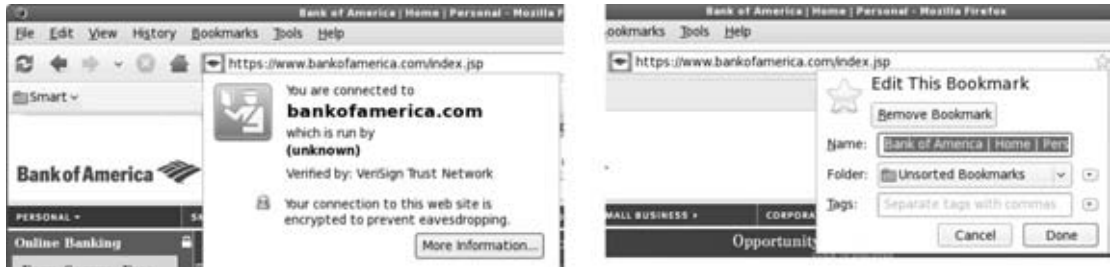 Bank of America | Home | Personal - Mozilla F
File Edit View History Bookmarks Tools Help
https://www.bankofamerica.com/index.jsp
Smart
You are connected to
bankofamerica.com
which is run by
(unknown)
Verified by: VeriSign Trust Network
Your connection to this web site is
encrypted to prevent eavesdropping.
More Information...
Bank of America
PERSONAL
Online Banking
Bank of America | Home | Personal - Mozilla Firefox
ookmarks Tools Help
https://www.bankofamerica.com/index.jsp
Edit This Bookmark
Remove Bookmark
Name: Bank of America | Home | Pers
Folder: Unsorted Bookmarks
Tags: Separate tags with commas
Cancel Done
MALL BUSINESS CORPORA
Opportunity